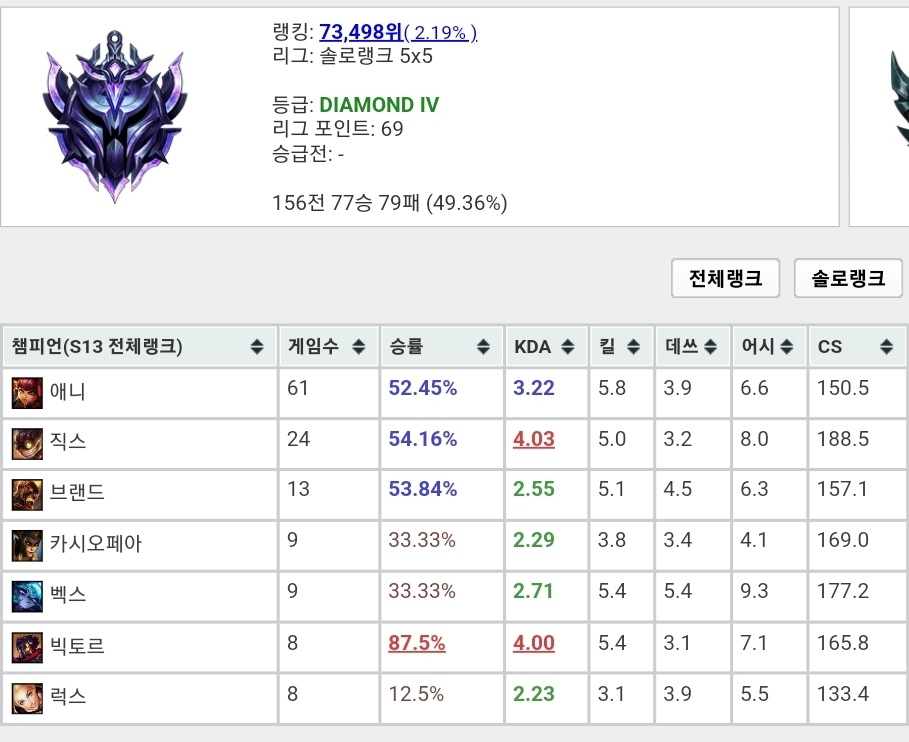 랭킹: 73,498위( 2.19% )
리그: 솔로랭크 5x5
등급: DIAMOND IV
리그 포인트: 69
승급전: -
156전 77승 79패 (49.36%)
전체랭크 솔로랭크
챔피언(S13 전체랭크) 게임수 승률 KDA 킬 데쓰 어시 CS
애니 61 52.45% 3.22 5.8 3.9 6.6 150.5
직스 24 54.16% 4.03 5.0 3.2 8.0 188.5
브랜드 13 53.84% 2.55 5.1 4.5 6.3 157.1
카시오페아 9 33.33% 2.29 3.8 3.4 4.1 169.0
벡스 9 33.33% 2.71 5.4 5.4 9.3 177.2
빅토르 8 87.5% 4.00 5.4 3.1 7.1 165.8
럭스 8 12.5% 2.23 3.1 3.9 5.5 133.4